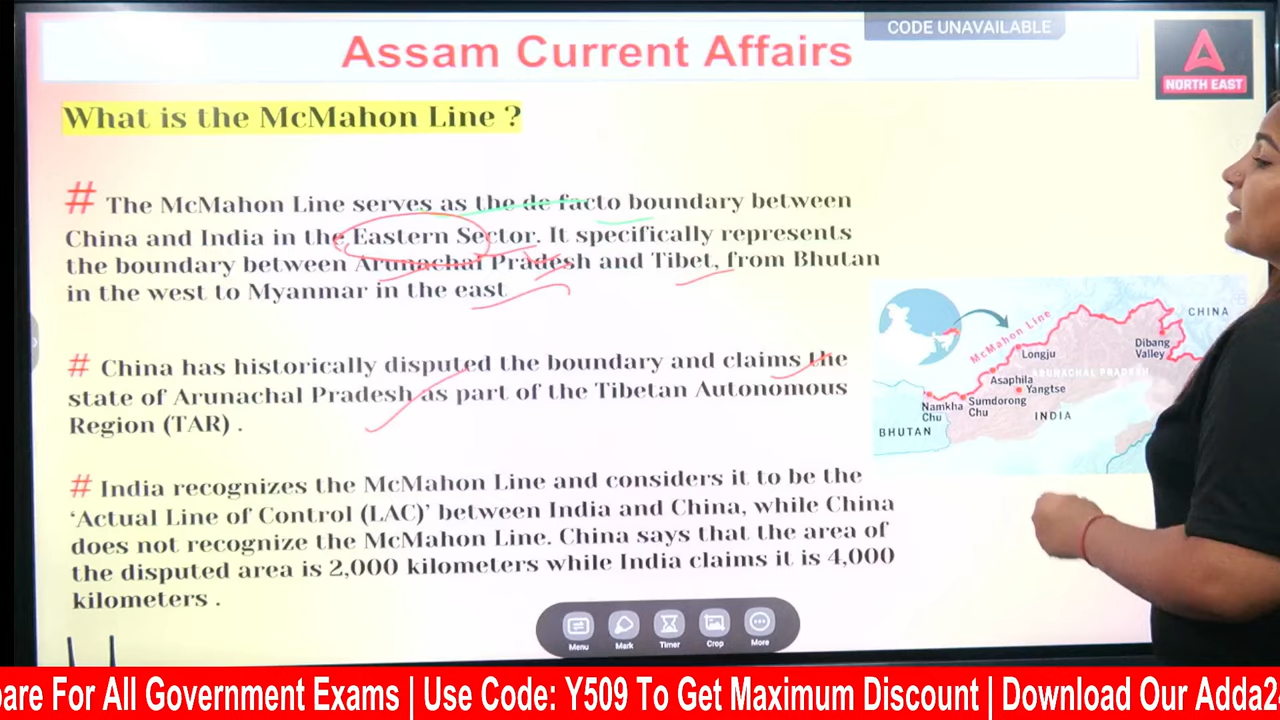 CODE UNAVAILABLE
Assam Current Affairs
NORTH EAST
What is the McMahon Line ?
# The McMahon Line serves as the de facto boundary between
China and India in the Eastern Sector. It specifically represents
the boundary between Arunachal Pradesh and Tibet, from Bhutan
in the west to Myanmar in the east
# China has historically disputed the boundary and claims the
state of Arunachal Pradesh as part of the Tibetan Autonomous
Region (TAR) .
# India recognizes the McMahon Line and considers it to be the
‘Actual Line of Control (LAC)’ between India and China, while China
does not recognize the McMahon Line. China says that the area of
the disputed area is 2,000 kilometers while India claims it is 4,000
kilometers .
McMahon Line
CHINA
Longju
Dibang
Valley
ARUNACHAL PRADESH
Asaphila
Yangtse
Namkha
Chu
Sumdorong
Chu
INDIA
BHUTAN
Menu
Mark
Timer
Crop
More
pare For All Government Exams | Use Code: Y509 To Get Maximum Discount | Download Our Adda2